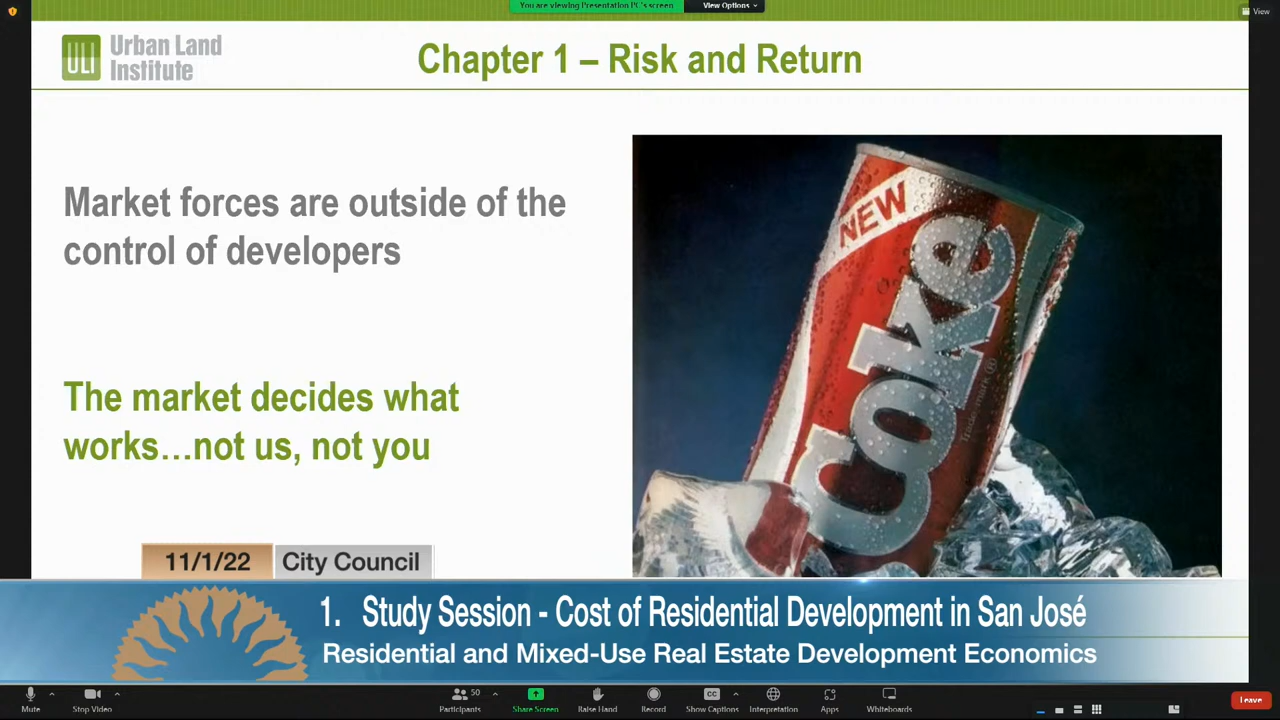 You are viewing Presentation PC's screen
View Options
View
ULI Urban Land
Institute
Chapter 1 – Risk and Return
Market forces are outside of the
control of developers
The market decides what
works…not us, not you
NEW
Coke
Trade-mark ®
11/1/22 City Council
1. Study Session - Cost of Residential Development in San José
Residential and Mixed-Use Real Estate Development Economics
50
Mute Stop Video Participants Share Screen Raise Hand Record Show Captions Interpretation Apps Whiteboards Leave